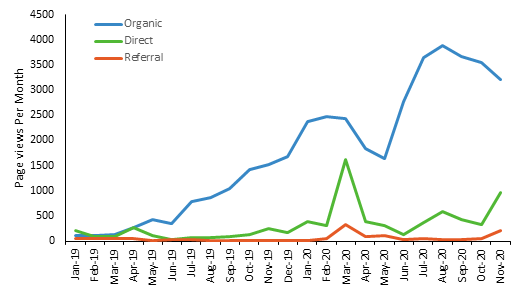 4500
4000
3500
3000
2500
2000
1500
1000
500
0
Page views Per Month
Organic
Direct
Referral
Jan-19
Feb-19
Mar-19
Apr-19
May-19
Jun-19
Jul-19
Aug-19
Sep-19
Oct-19
Nov-19
Dec-19
Jan-20
Feb-20
Mar-20
Apr-20
May-20
Jun-20
Jul-20
Aug-20
Sep-20
Oct-20
Nov-20